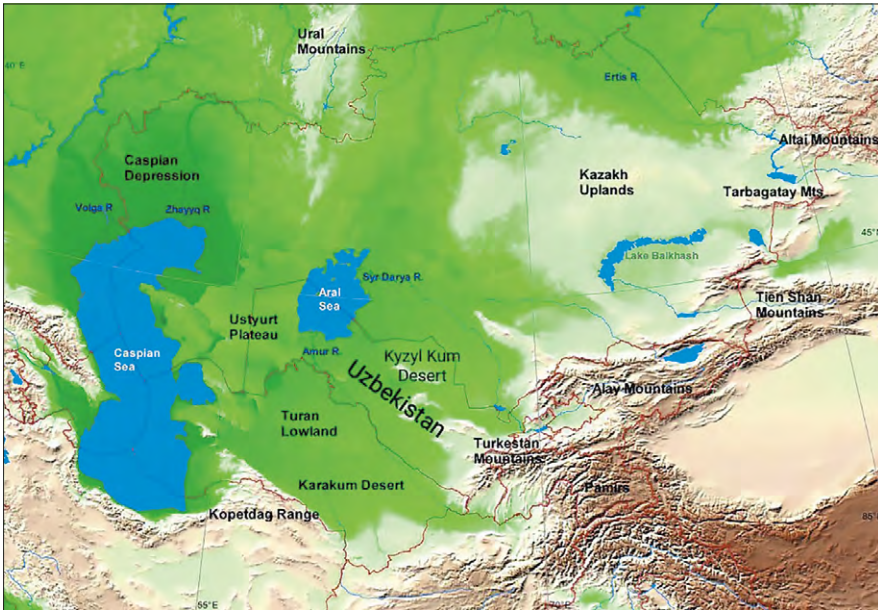 Ural
Mountains
40° E
Ertis R.
Altai Mountains
Caspian
Depression
Kazakh
Uplands
Tarbagatay Mts
Volga R
Zhayyq R
45°N
Lake Balkhash
Syr Darya R.
Aral
Sea
Tien Shan
Mountains
Ustyurt
Plateau
Amur R.
Kyzyl Kum
Desert
Caspian
Sea
Uzbekistan
Alay Mountains
Turan
Lowland
Turkestan
Mountains
Karakum Desert
Pamirs
Kopetdag Range
85°E
55°E
70°E